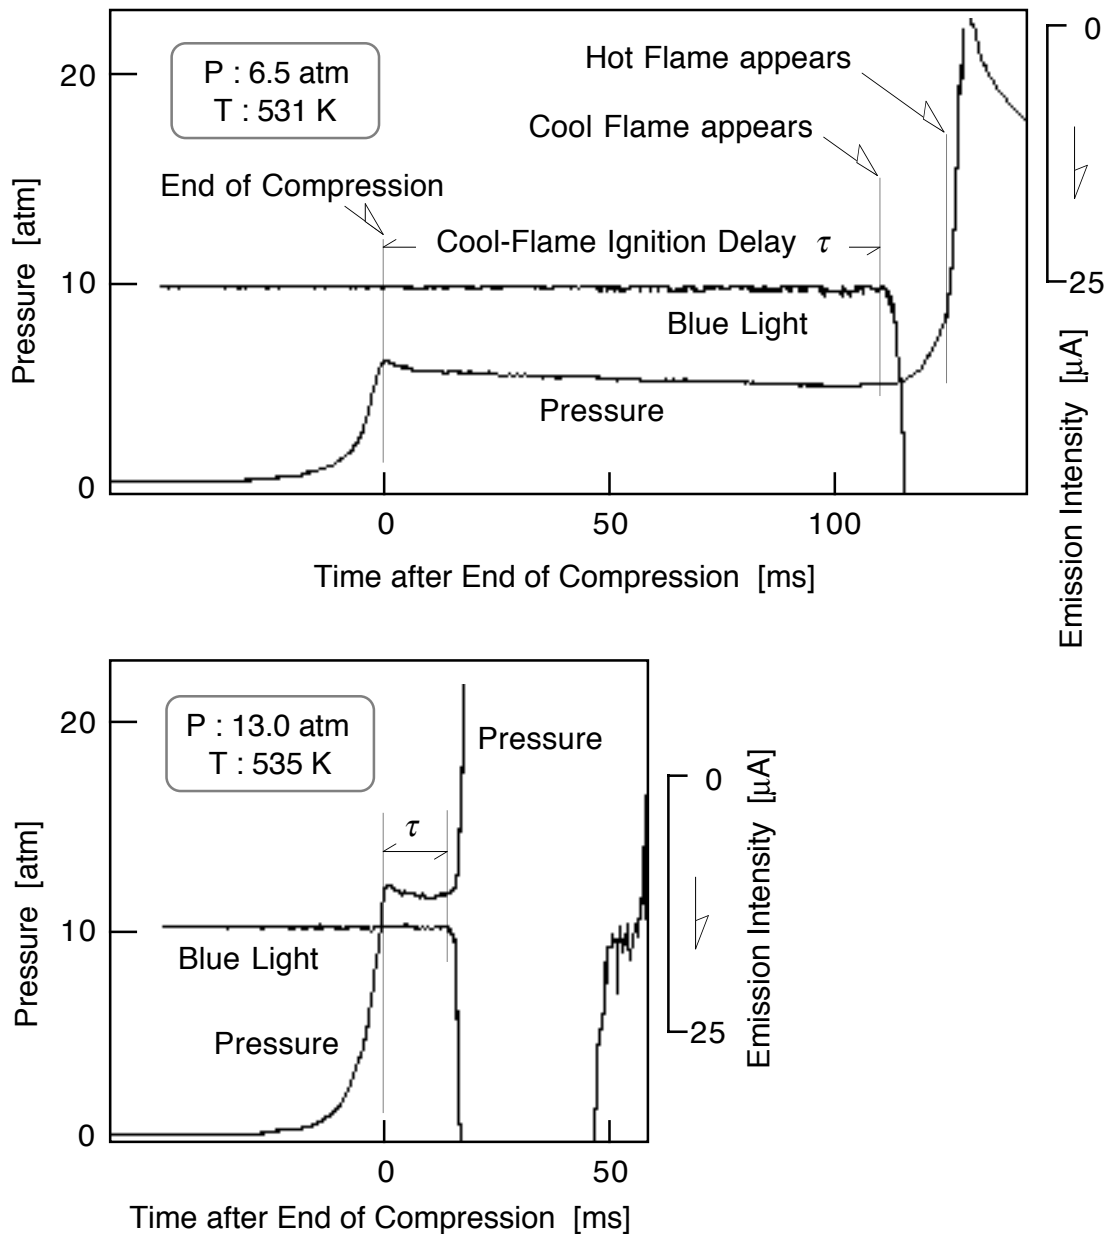 P : 6.5 atm
T : 531 K
Hot Flame appears
Cool Flame appears
End of Compression
Cool-Flame Ignition Delay τ
Blue Light
Pressure
20
10
0
Pressure [atm]
0
50
100
Time after End of Compression [ms]
0
25
Emission Intensity [µA]
P : 13.0 atm
T : 535 K
Pressure
τ
Blue Light
Pressure
20
10
0
Pressure [atm]
0
50
Time after End of Compression [ms]
0
25
Emission Intensity [µA]